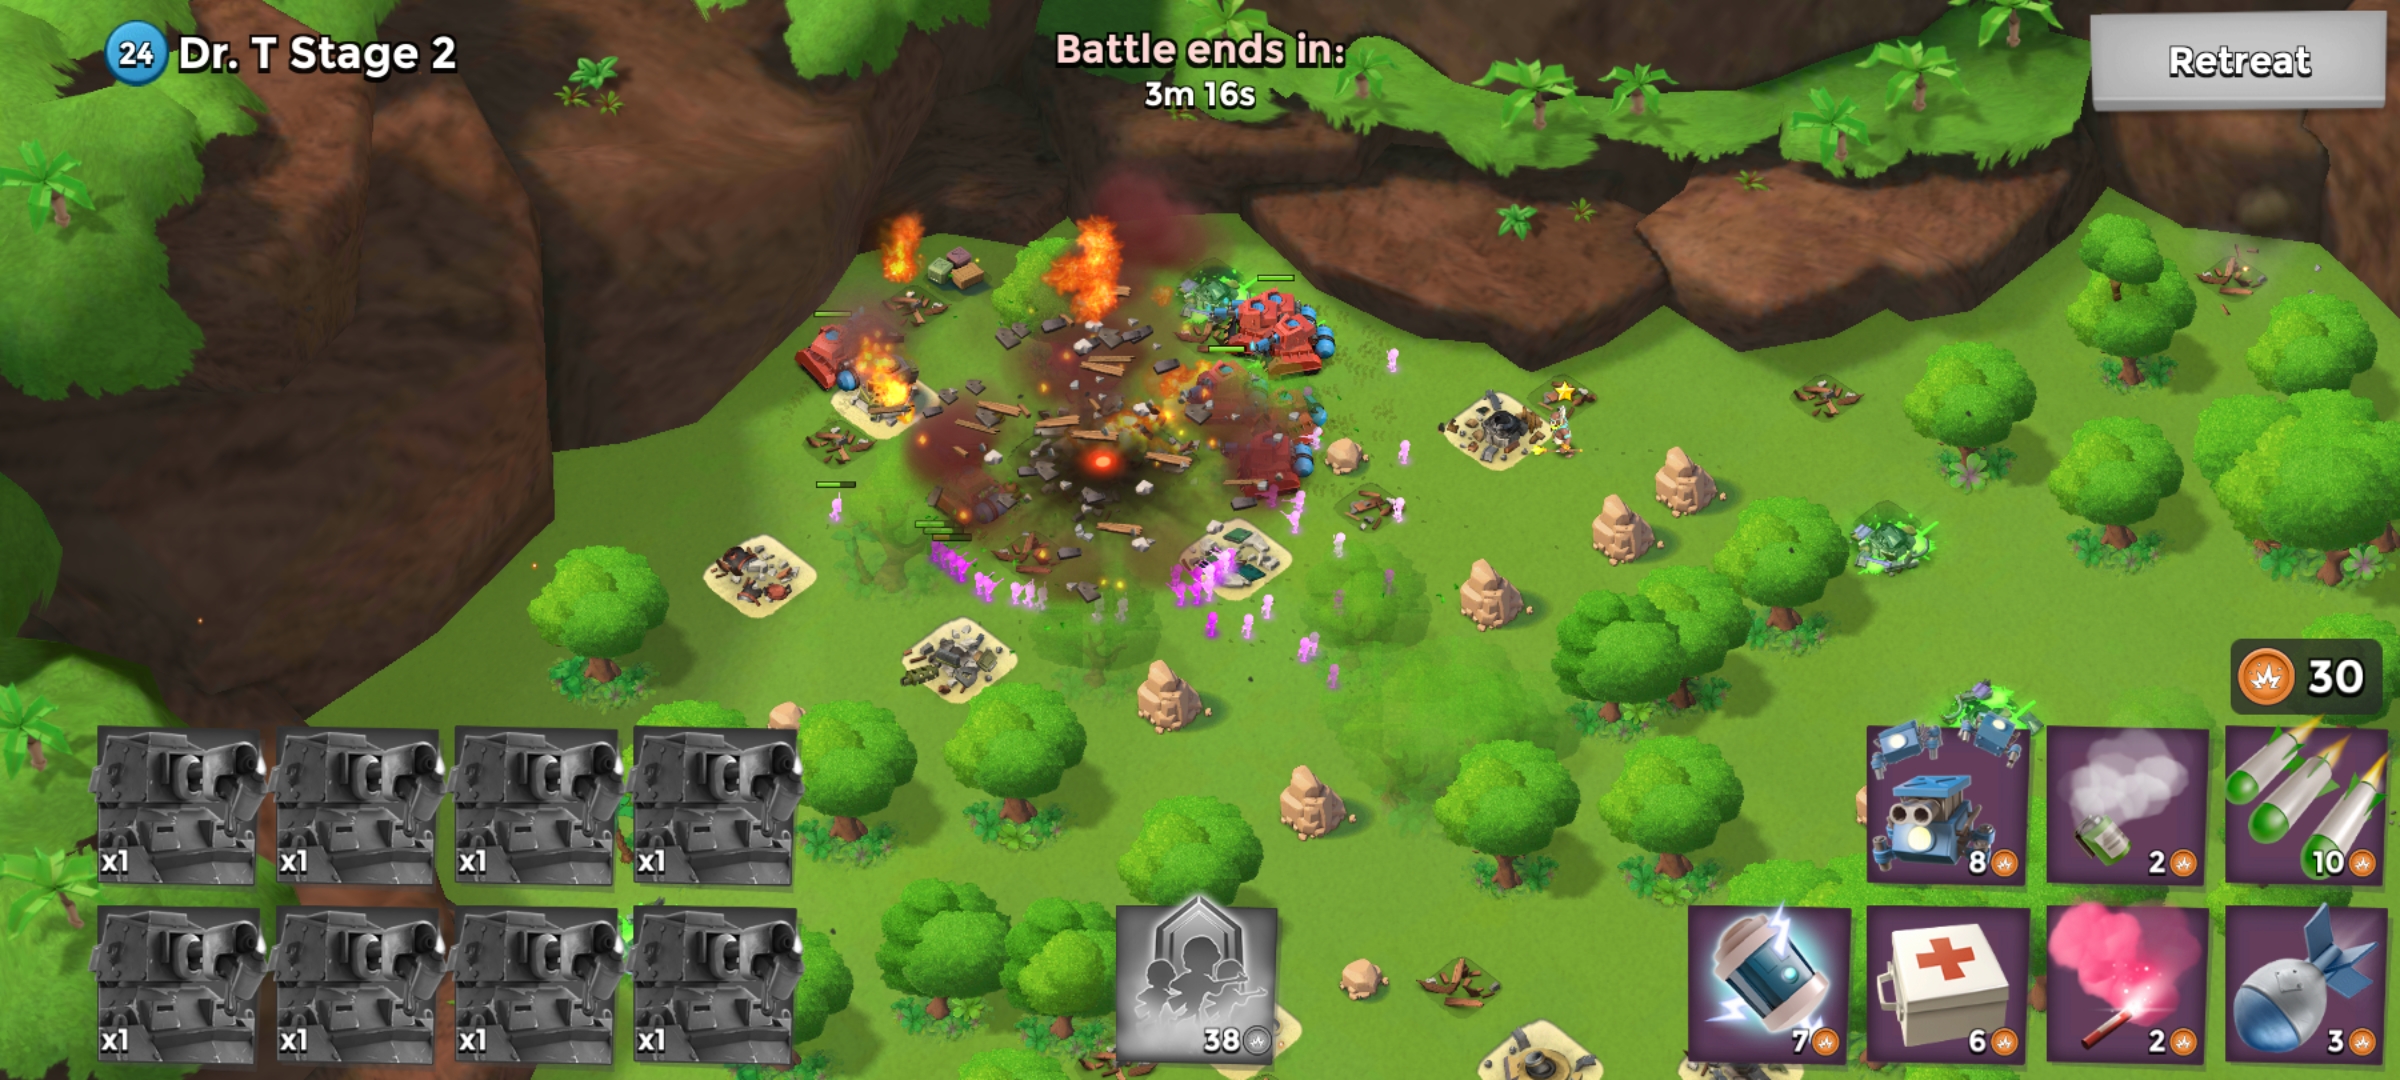 24 Dr. T Stage 2
Battle ends in:
3m 16s
Retreat
30
x1 x1 x1 x1
8 2 10
x1 x1 x1 x1
38
7 6 2 3